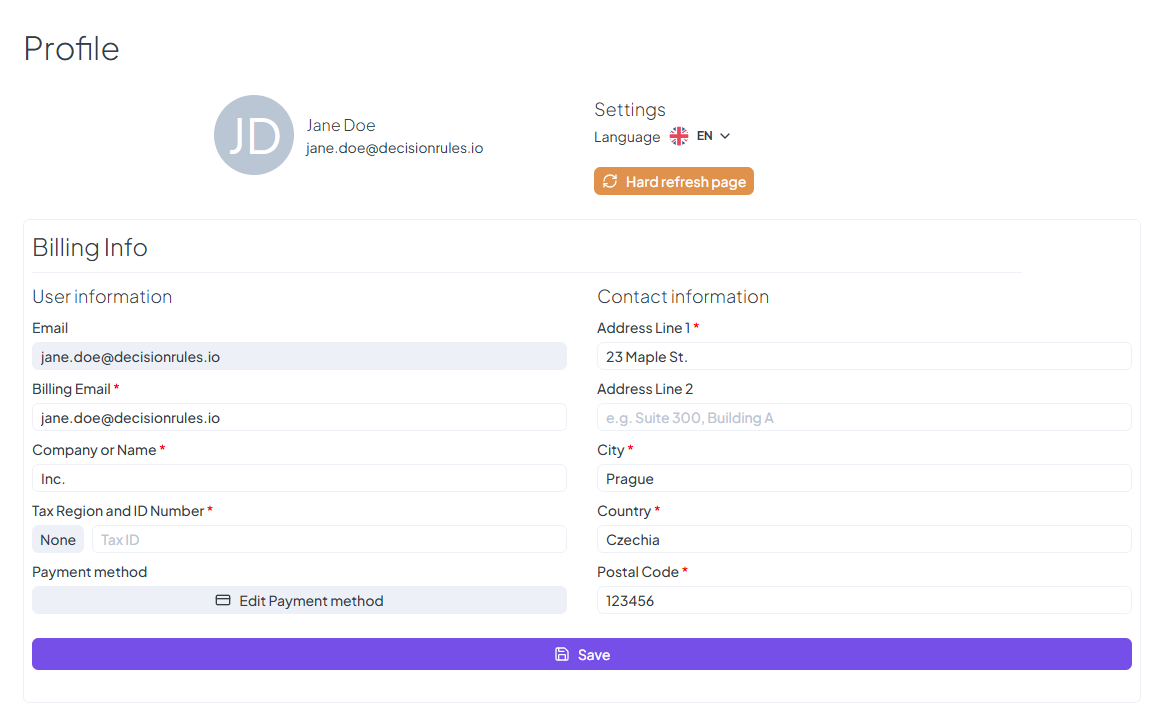 Profile
JD
Jane Doe
jane.doe@decisionrules.io
Settings
Language EN
Hard refresh page
Billing Info
User information
Email
jane.doe@decisionrules.io
Billing Email *
jane.doe@decisionrules.io
Company or Name *
Inc.
Tax Region and ID Number *
None Tax ID
Payment method
Edit Payment method
Contact information
Address Line 1 *
23 Maple St.
Address Line 2
e.g. Suite 300, Building A
City *
Prague
Country *
Czechia
Postal Code *
123456
Save